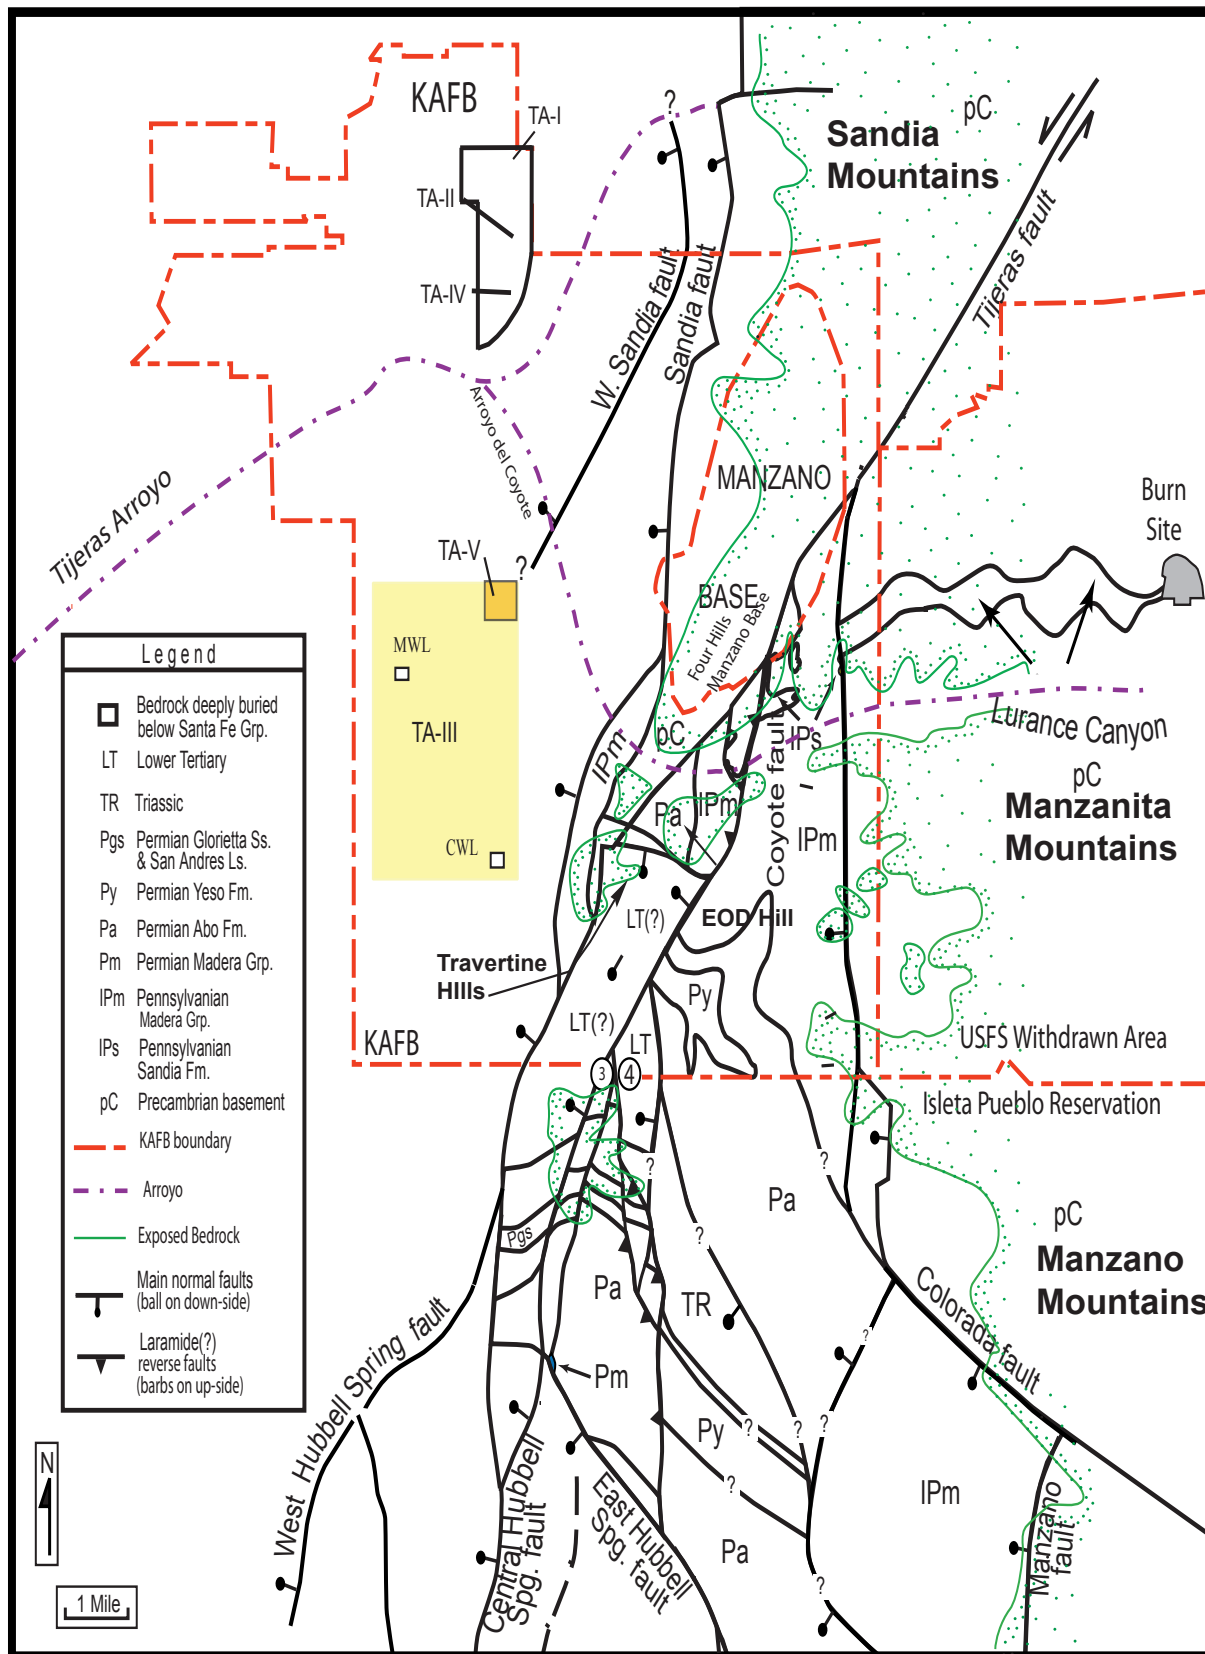 KAFB
TA-I
TA-II
TA-IV
?
pC
Sandia
Mountains
Tijeras fault
W. Sandia fault
Sandia fault
Arroyo del Coyote
Tijeras Arroyo
MANZANO
BASE
Four Hills
Manzano Base
Burn
Site
TA-V
?
MWL
TA-III
CWL
Legend
Bedrock deeply buried
below Santa Fe Grp.
LT Lower Tertiary
TR Triassic
Pgs Permian Glorietta Ss.
& San Andres Ls.
Py Permian Yeso Fm.
Pa Permian Abo Fm.
Pm Permian Madera Grp.
IPm Pennsylvanian
Madera Grp.
IPs Pennsylvanian
Sandia Fm.
pC Precambrian basement
KAFB boundary
Arroyo
Exposed Bedrock
Main normal faults
(ball on down-side)
Laramide(?)
reverse faults
(barbs on up-side)
N
1 Mile
IPm
pC
IPs
Coyote fault
Lurance Canyon
pC
Manzanita
Mountains
Pa
IPm
IPm
LT(?)
EOD Hill
Travertine
HIlls
Py
LT(?)
LT
KAFB
3
4
USFS Withdrawn Area
Isleta Pueblo Reservation
?
?
?
Pa
pC
Manzano
Mountains
Pgs
Pa
TR
Colorada fault
West Hubbell Spring fault
?
Pm
Py
?
?
?
?
Central Hubbell
Spg. fault
East Hubbell
Spg. fault
Pa
IPm
Manzano
fault
?